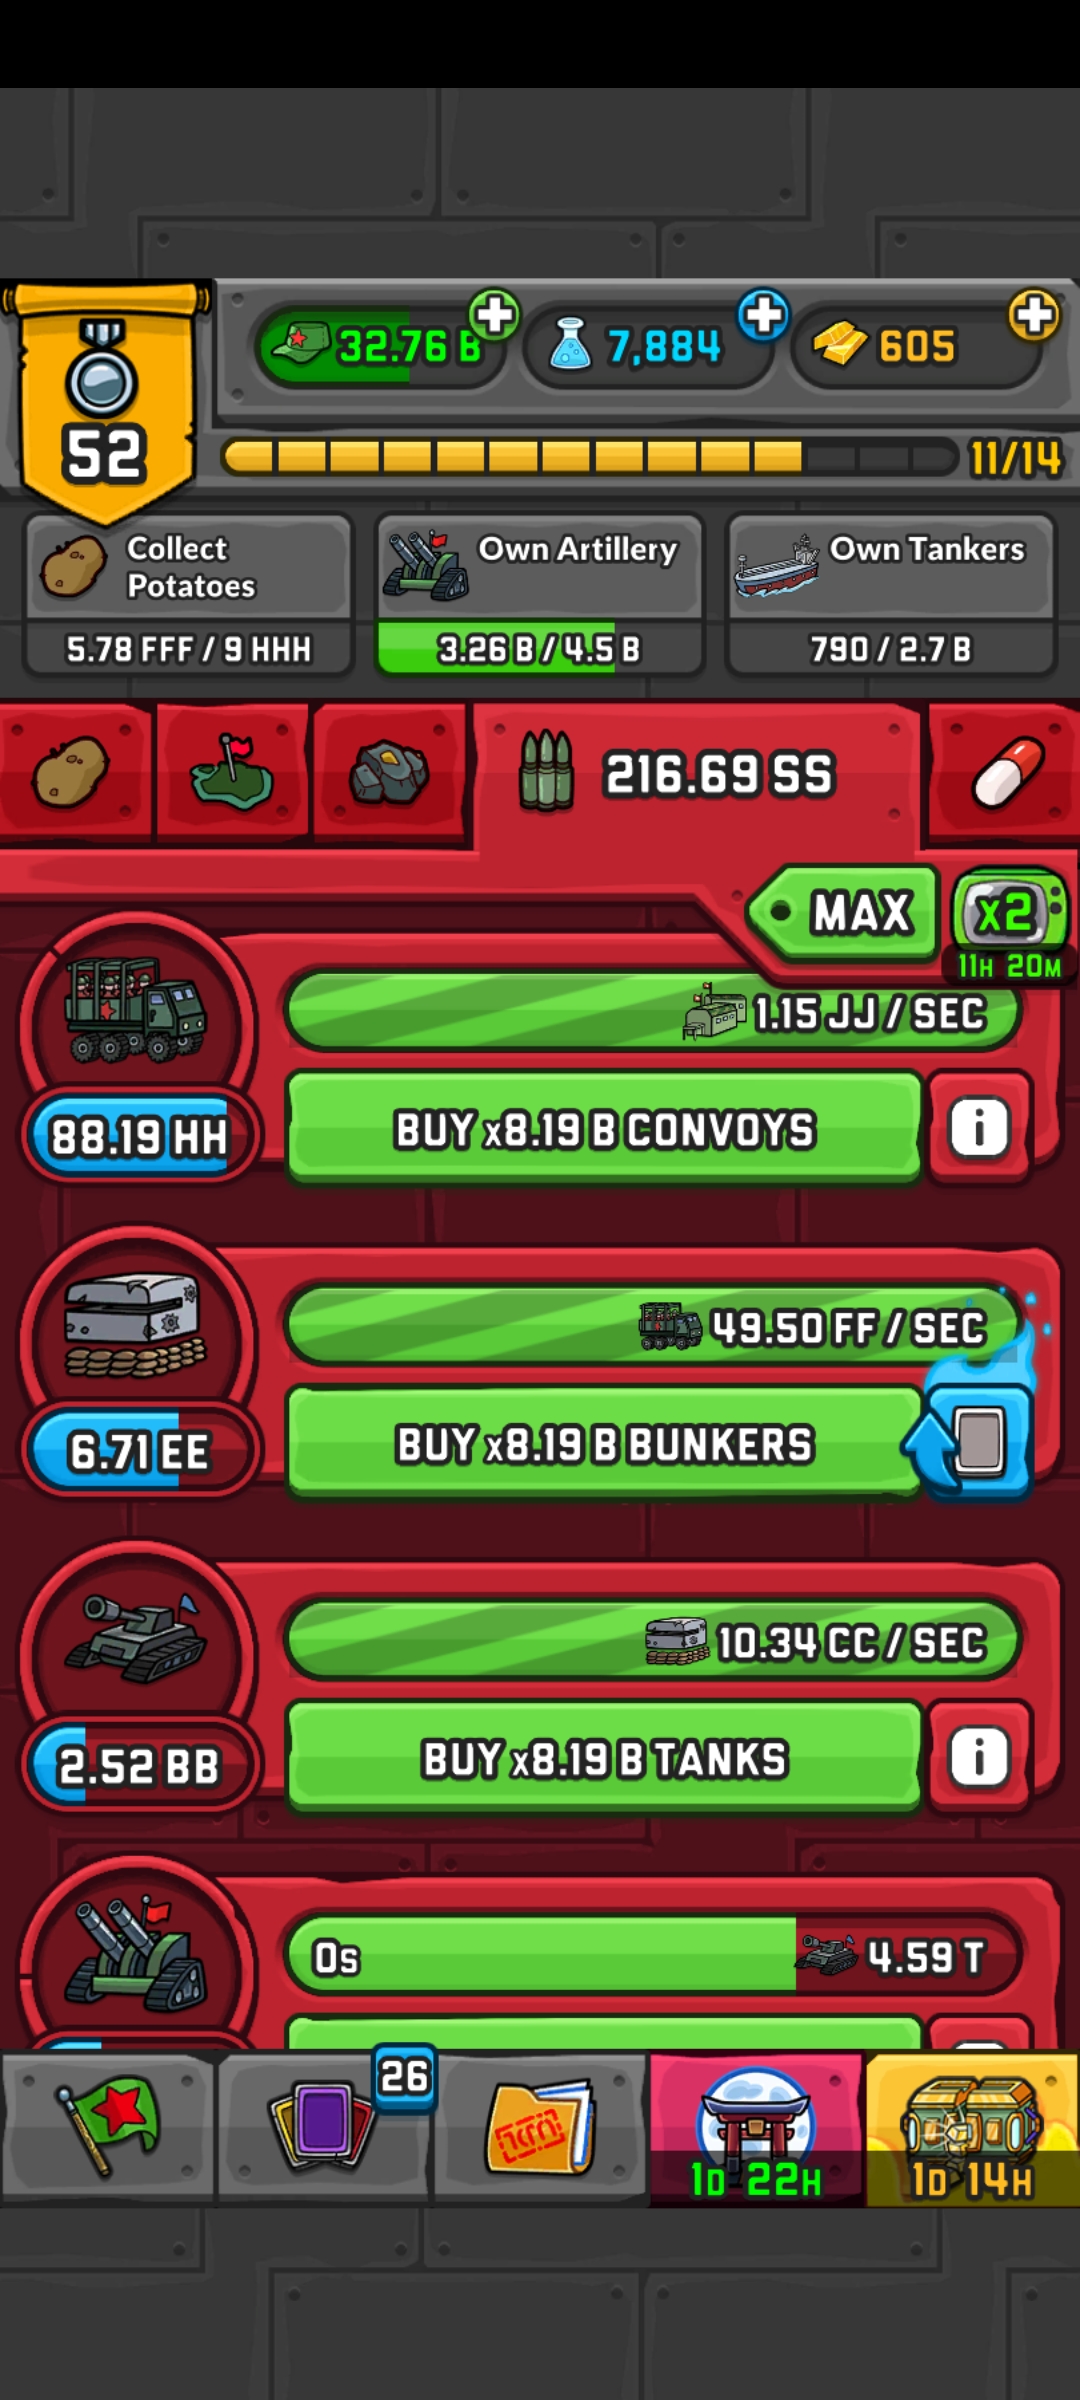 32.76 B
7,884
605
52
11/14
Collect
Potatoes
5.78 FFF / 9 HHH
Own Artillery
3.26 B / 4.5 B
Own Tankers
790 / 2.7 B
216.69 SS
MAX
x2
11H 20M
1.15 JJ / SEC
88.19 HH
BUY x8.19 B CONVOYS
i
49.50 FF / SEC
6.71 EE
BUY x8.19 B BUNKERS
10.34 CC / SEC
2.52 BB
BUY x8.19 B TANKS
i
0s
4.59 T
26
1D 22H
1D 14H